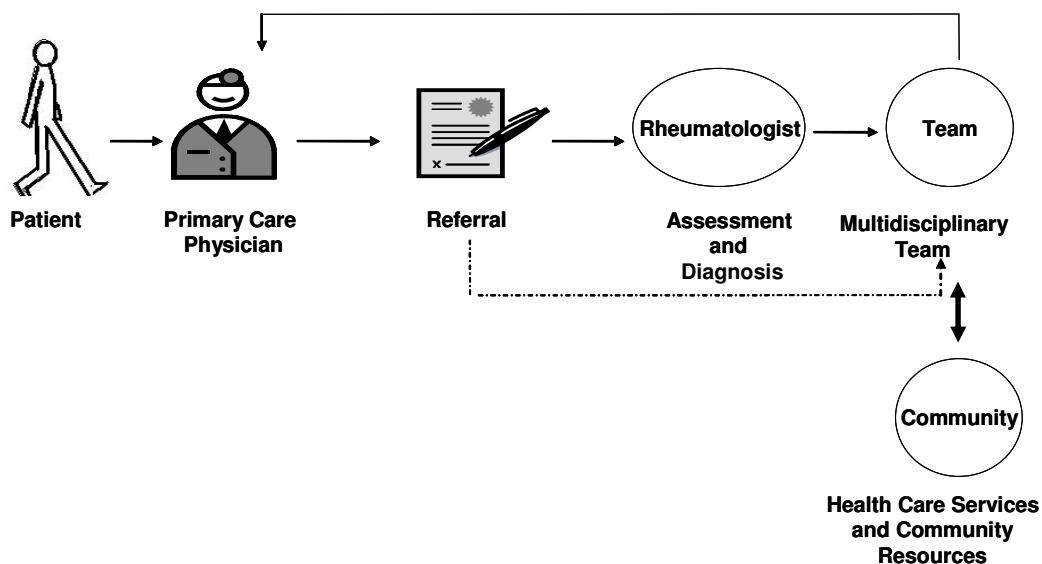 Rheumatologist
Team
Patient
Primary Care
Physician
Referral
Assessment
and
Diagnosis
Multidisciplinary
Team
Community
Health Care Services
and Community
Resources
x